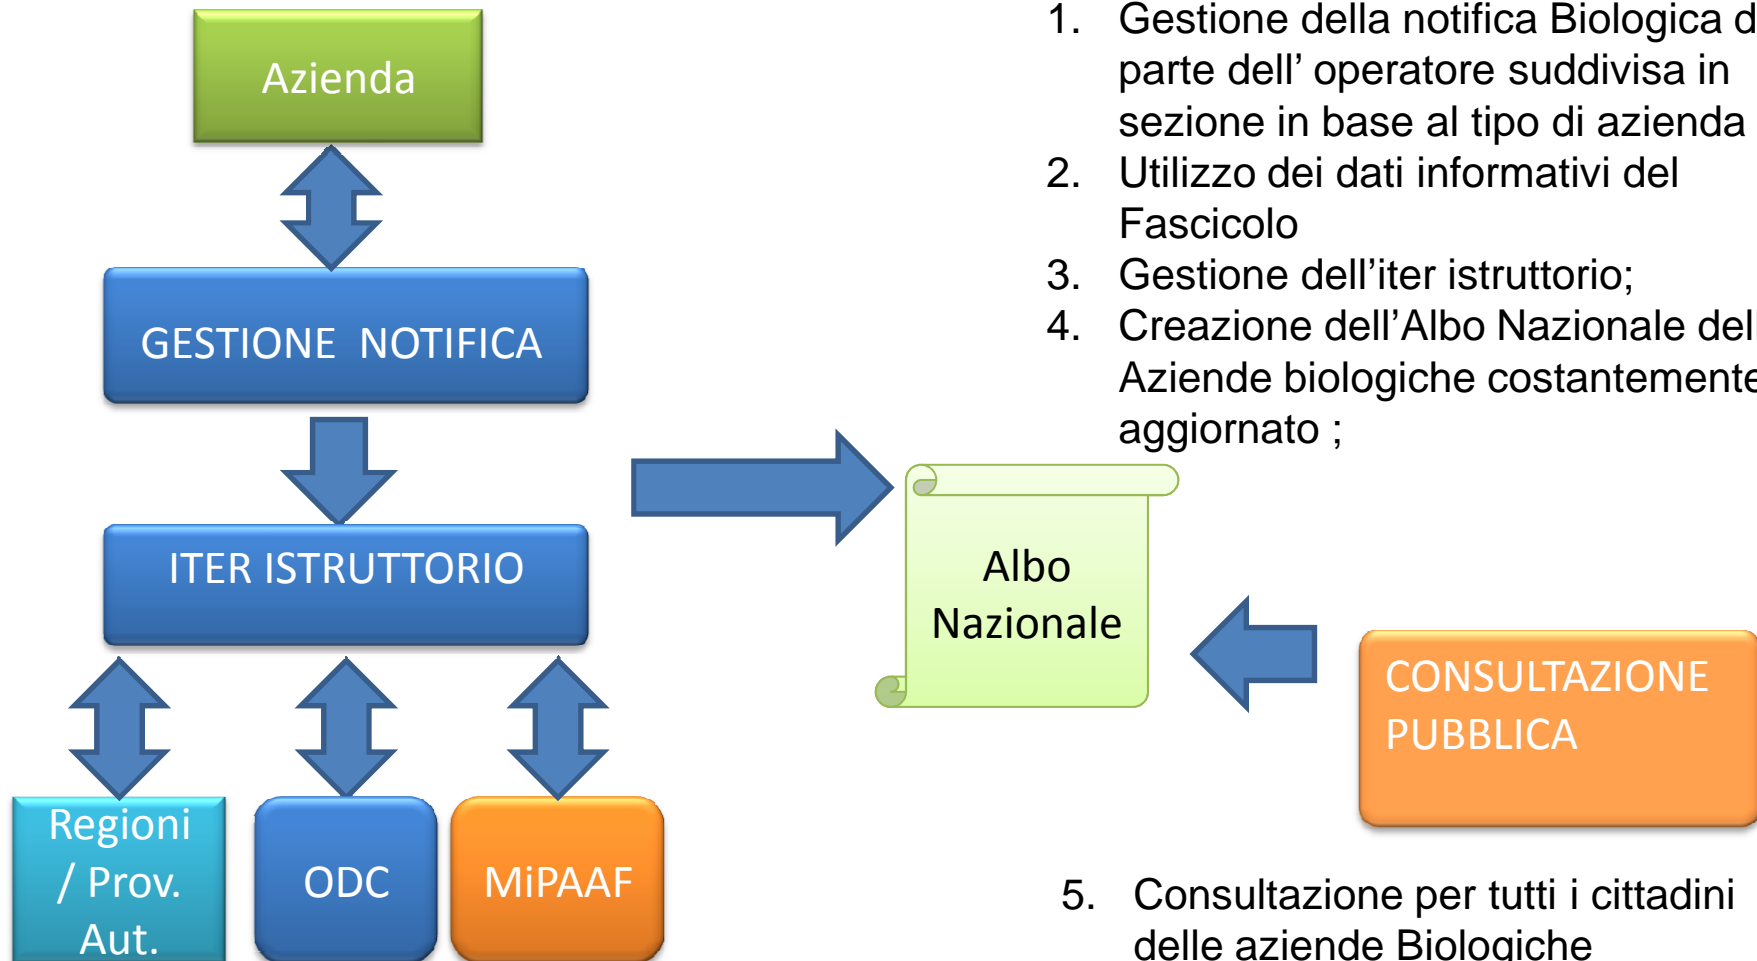 Azienda
GESTIONE NOTIFICA
ITER ISTRUTTORIO
Regioni
/ Prov.
Aut.
ODC
MiPAAF
1. Gestione della notifica Biologica d
parte dell’ operatore suddivisa in
sezione in base al tipo di azienda
2. Utilizzo dei dati informativi del
Fascicolo
3. Gestione dell’iter istruttorio;
4. Creazione dell’Albo Nazionale dell
Aziende biologiche costantemente
aggiornato ;
Albo
Nazionale
CONSULTAZIONE
PUBBLICA
5. Consultazione per tutti i cittadini
delle aziende Biologiche